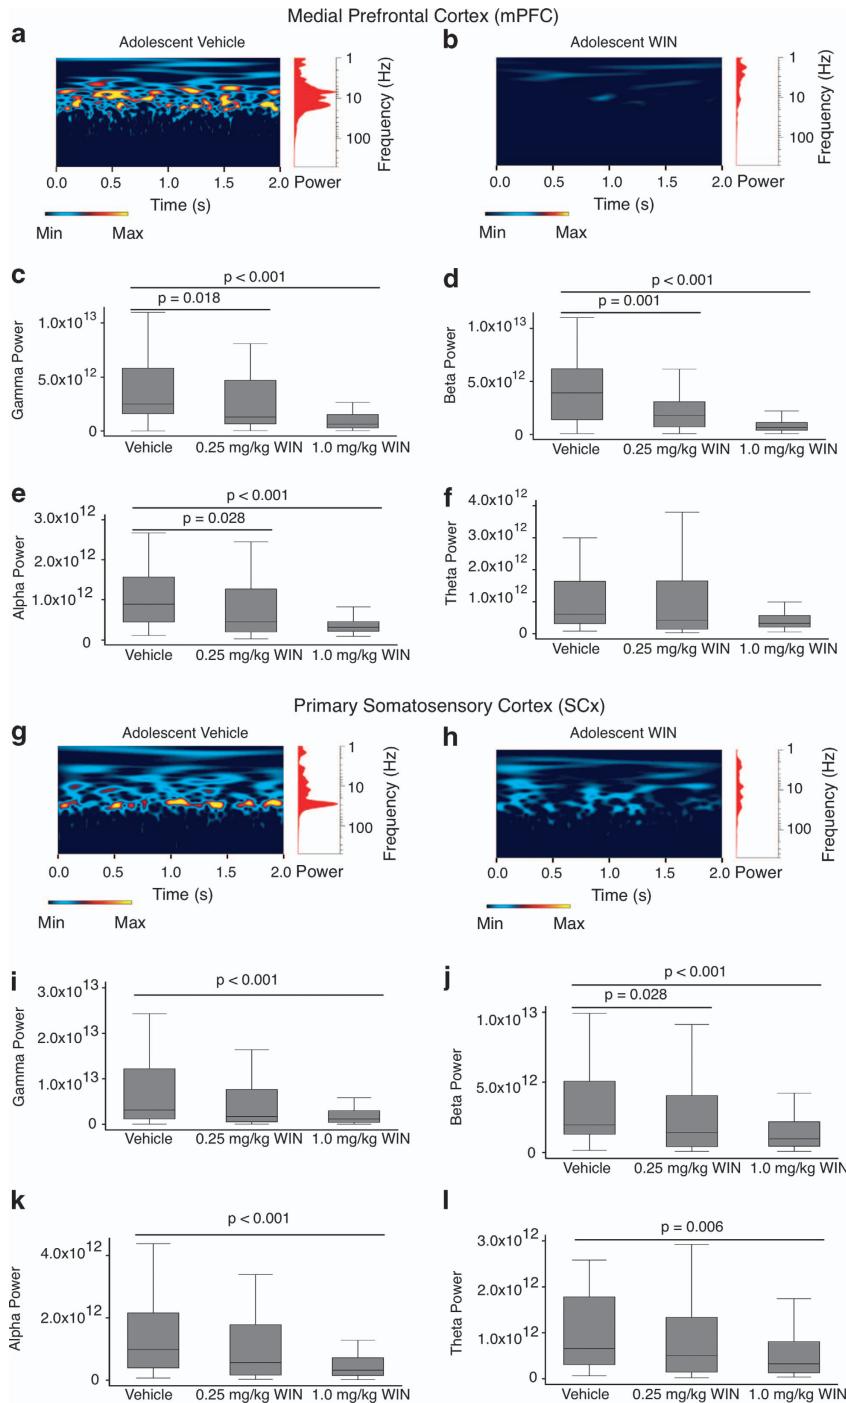 Medial Prefrontal Cortex (mPFC)
a
Adolescent Vehicle
1
10
100
Frequency (Hz)
0.0 0.5 1.0 1.5 2.0 Power
Time (s)
Min Max
b
Adolescent WIN
1
10
100
Frequency (Hz)
0.0 0.5 1.0 1.5 2.0 Power
Time (s)
Min Max
c
p < 0.001
p = 0.018
Gamma Power
1.0x10^13
5.0x10^12
0
Vehicle 0.25 mg/kg WIN 1.0 mg/kg WIN
d
p < 0.001
p = 0.001
Beta Power
1.0x10^13
5.0x10^12
0
Vehicle 0.25 mg/kg WIN 1.0 mg/kg WIN
e
p < 0.001
p = 0.028
Alpha Power
3.0x10^12
2.0x10^12
1.0x10^12
0
Vehicle 0.25 mg/kg WIN 1.0 mg/kg WIN
f
Theta Power
4.0x10^12
3.0x10^12
2.0x10^12
1.0x10^12
0
Vehicle 0.25 mg/kg WIN 1.0 mg/kg WIN
Primary Somatosensory Cortex (SCx)
g
Adolescent Vehicle
1
10
100
Frequency (Hz)
0.0 0.5 1.0 1.5 2.0 Power
Time (s)
Min Max
h
Adolescent WIN
1
10
100
Frequency (Hz)
0.0 0.5 1.0 1.5 2.0 Power
Time (s)
Min Max
i
p < 0.001
Gamma Power
3.0x10^13
2.0x10^13
1.0x10^13
0
Vehicle 0.25 mg/kg WIN 1.0 mg/kg WIN
j
p < 0.001
p = 0.028
Beta Power
1.0x10^13
5.0x10^12
0
Vehicle 0.25 mg/kg WIN 1.0 mg/kg WIN
k
p < 0.001
Alpha Power
4.0x10^12
2.0x10^12
0
Vehicle 0.25 mg/kg WIN 1.0 mg/kg WIN
l
p = 0.006
Theta Power
3.0x10^12
2.0x10^12
1.0x10^12
0
Vehicle 0.25 mg/kg WIN 1.0 mg/kg WIN